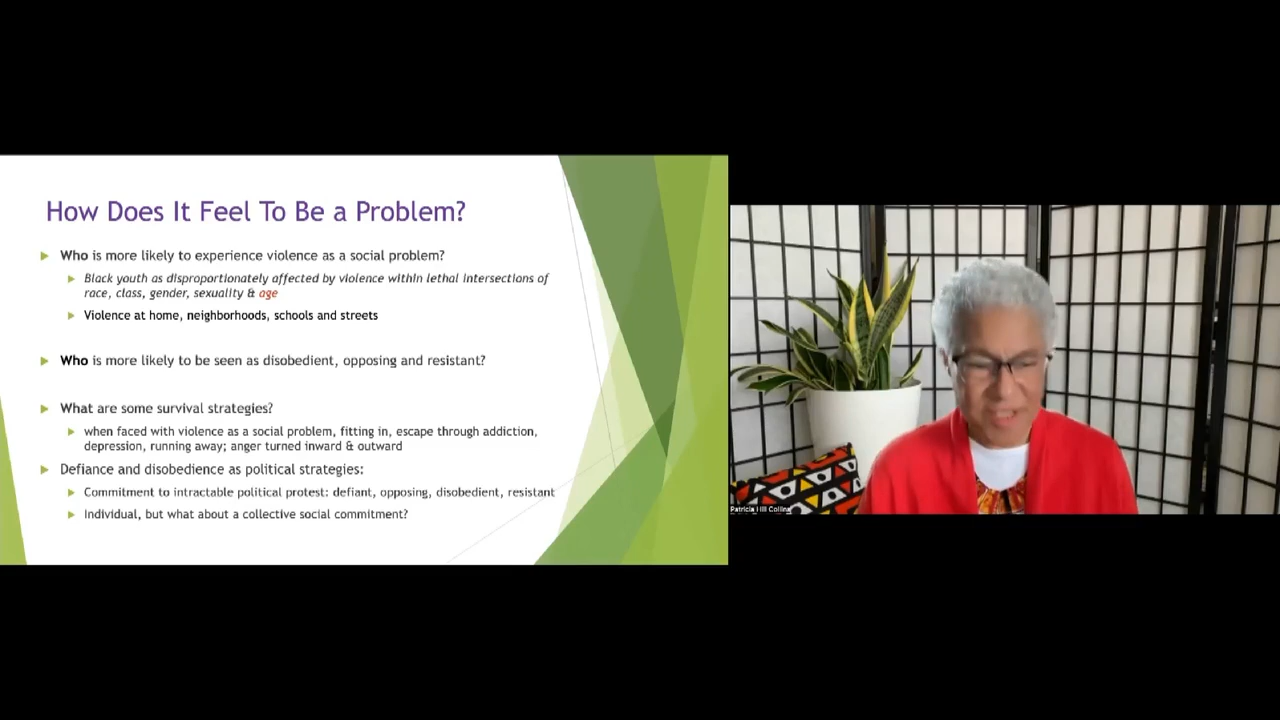 How Does It Feel To Be a Problem?
Who is more likely to experience violence as a social problem?
Black youth as disproportionately affected by violence within lethal intersections of
race, class, gender, sexuality & age
Violence at home, neighborhoods, schools and streets
Who is more likely to be seen as disobedient, opposing and resistant?
What are some survival strategies?
when faced with violence as a social problem, fitting in, escape through addiction,
depression, running away; anger turned inward & outward
Defiance and disobedience as political strategies:
Commitment to intractable political protest: defiant, opposing, disobedient, resistant
Individual, but what about a collective social commitment?
Patricia Hill Collins